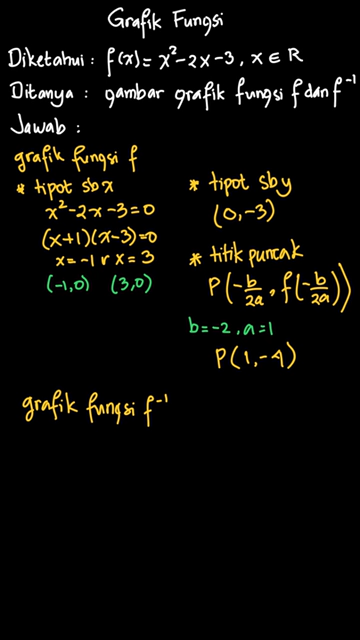 Grafik Fungsi
Diketahui : f(x) = x² - 2x - 3 , x ∈ R
Ditanya : gambar grafik fungsi f dan f⁻¹
Jawab :
grafik fungsi f
* tipot sbx
x² - 2x - 3 = 0
(x+1)(x-3) = 0
x = -1 r x = 3
(-1,0) (3,0)
* tipot sby
(0,-3)
* titik puncak
P(-b/2a , f(-b/2a))
b = -2 , a = 1
P(1,-4)
grafik fungsi f⁻¹